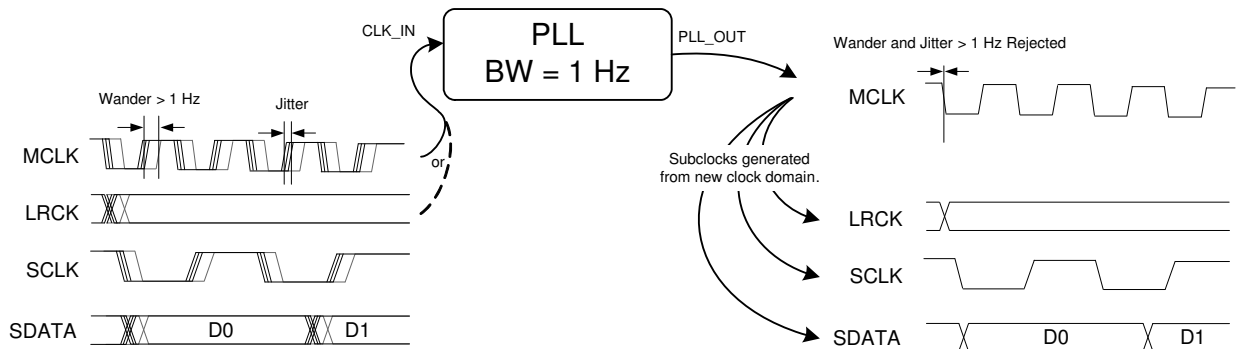 CLK_IN
PLL
BW = 1 Hz
PLL_OUT
Wander > 1 Hz
Jitter
MCLK
or
LRCK
SCLK
SDATA
D0
D1
Subclocks generated
from new clock domain.
Wander and Jitter > 1 Hz Rejected
MCLK
LRCK
SCLK
SDATA
D0
D1